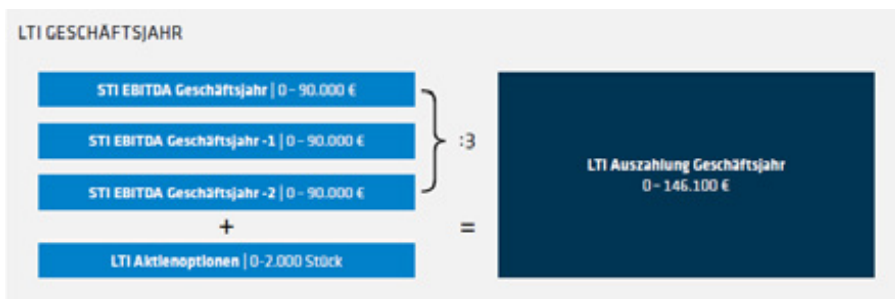 LTI GESCHÄFTSJAHR
STI EBITDA Geschäftsjahr | 0 – 90.000 €
STI EBITDA Geschäftsjahr -1 | 0 – 90.000 €
:3
STI EBITDA Geschäftsjahr -2 | 0 – 90.000 €
+
LTI Aktienoptionen | 0-2.000 Stück
=
LTI Auszahlung Geschäftsjahr
0 – 146.100 €